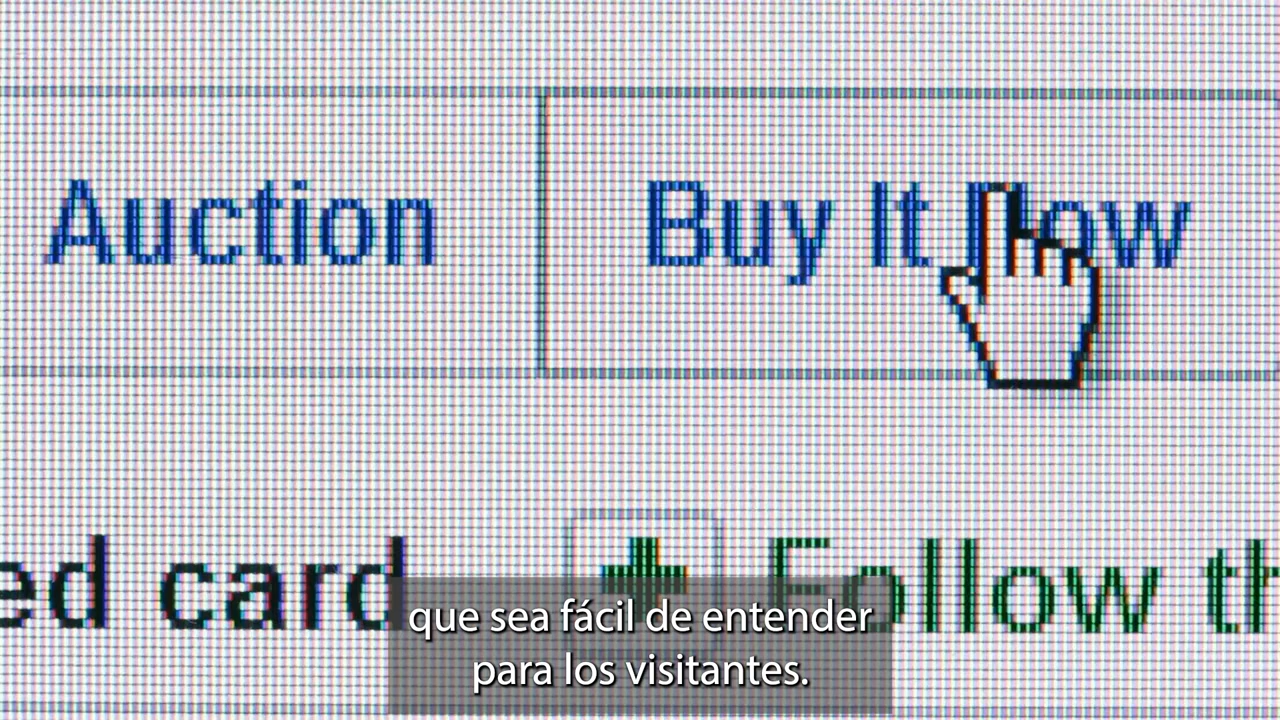 Auction Buy It Now
ed card + Follow th
que sea fácil de entender
para los visitantes.